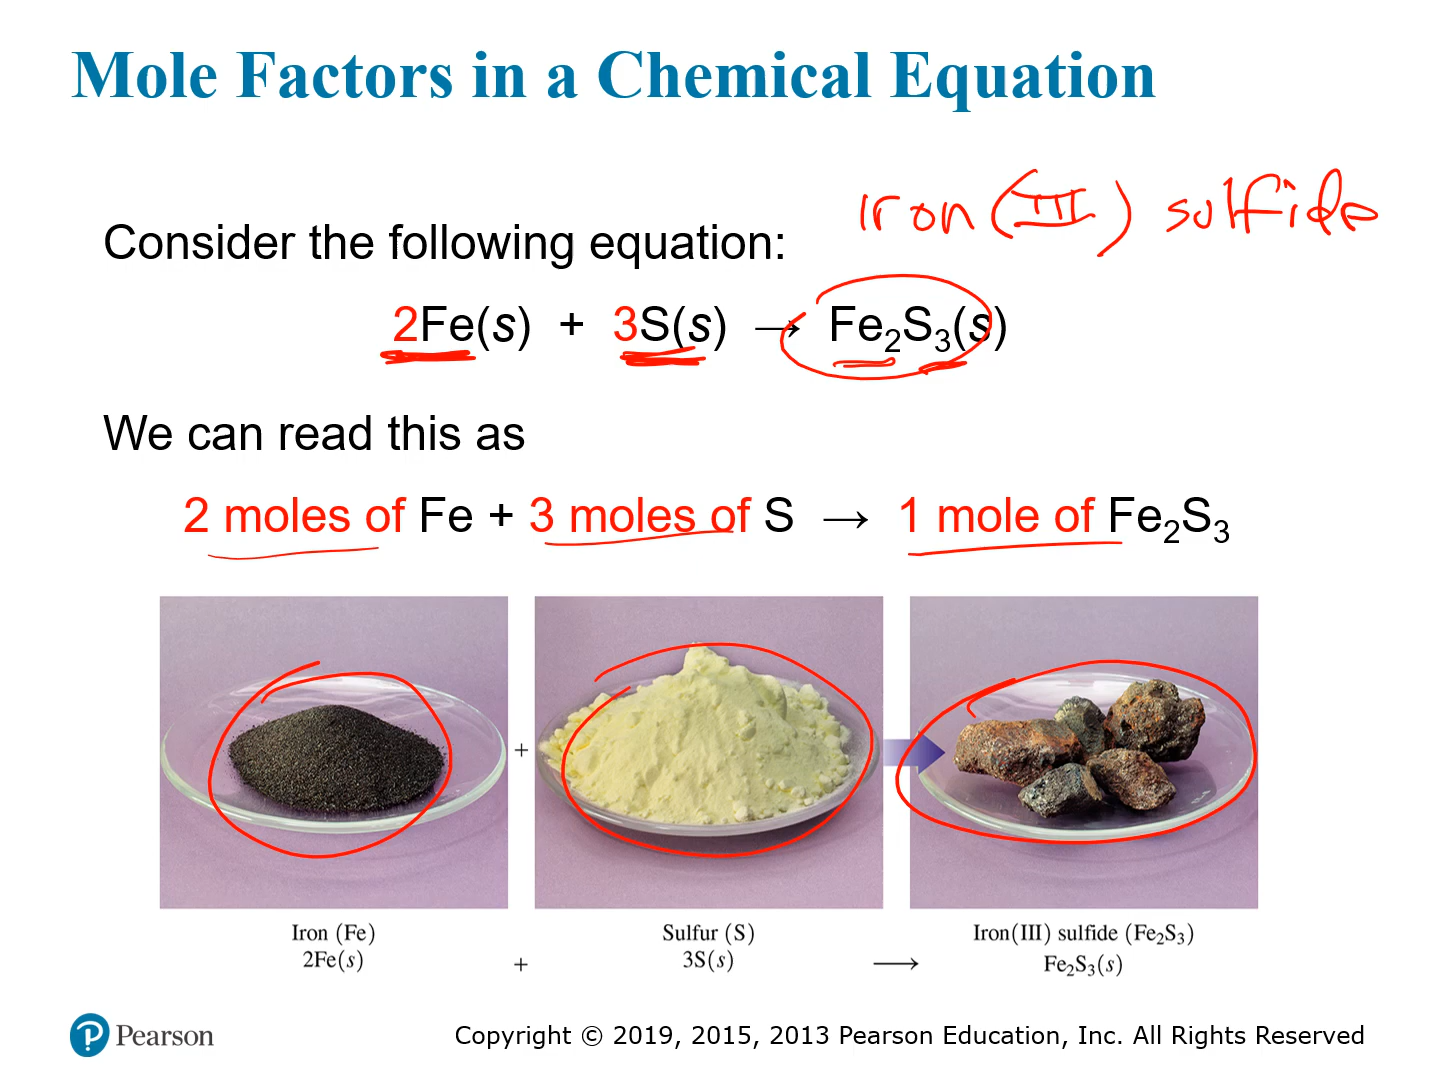 Mole Factors in a Chemical Equation
Iron (III) sulfide
Consider the following equation:
2Fe(s) + 3S(s) → Fe₂S₃(s)
We can read this as
2 moles of Fe + 3 moles of S → 1 mole of Fe₂S₃
+
Iron (Fe) Sulfur (S) Iron(III) sulfide (Fe₂S₃)
2Fe(s) + 3S(s) ⟶ Fe₂S₃(s)
P Pearson
Copyright © 2019, 2015, 2013 Pearson Education, Inc. All Rights Reserved